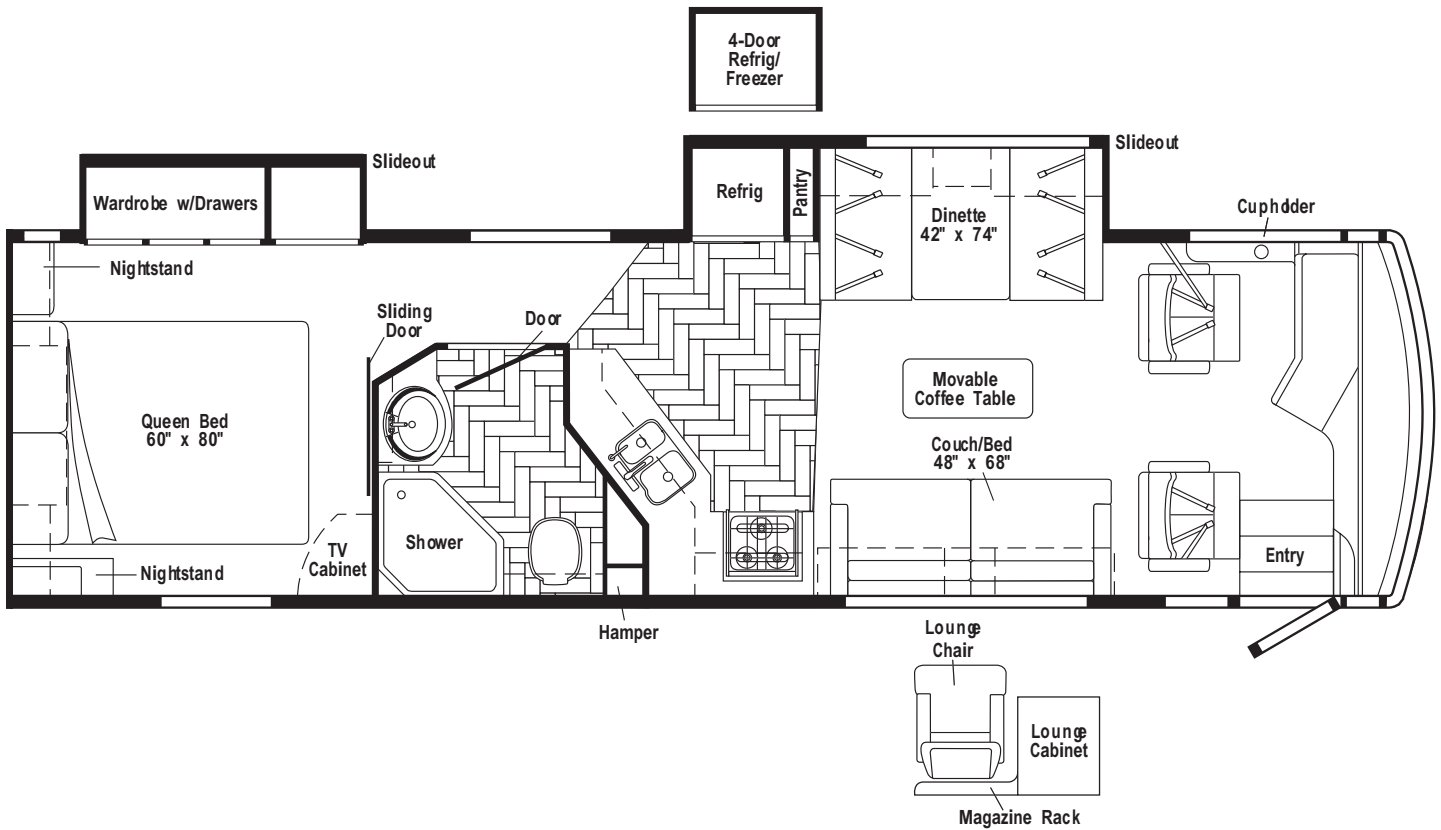 4-Door
Refrig/
Freezer
Slideout
Slideout
Wardrobe w/Drawers
Refrig
Pantry
Dinette
42" x 74"
Cupholder
Nightstand
Sliding
Door
Door
Movable
Coffee Table
Queen Bed
60" x 80"
Couch/Bed
48" x 68"
Shower
TV
Cabinet
Nightstand
Entry
Hamper
Lounge
Chair
Lounge
Cabinet
Magazine Rack